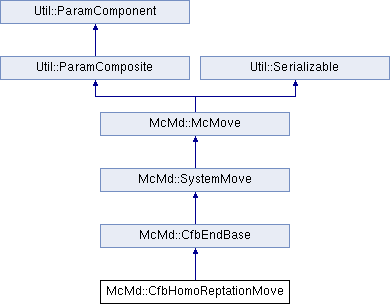 Util::ParamComponent
Util::ParamComposite
Util::Serializable
McMd::McMove
McMd::SystemMove
McMd::CfbEndBase
McMd::CfbHomoReptationMove